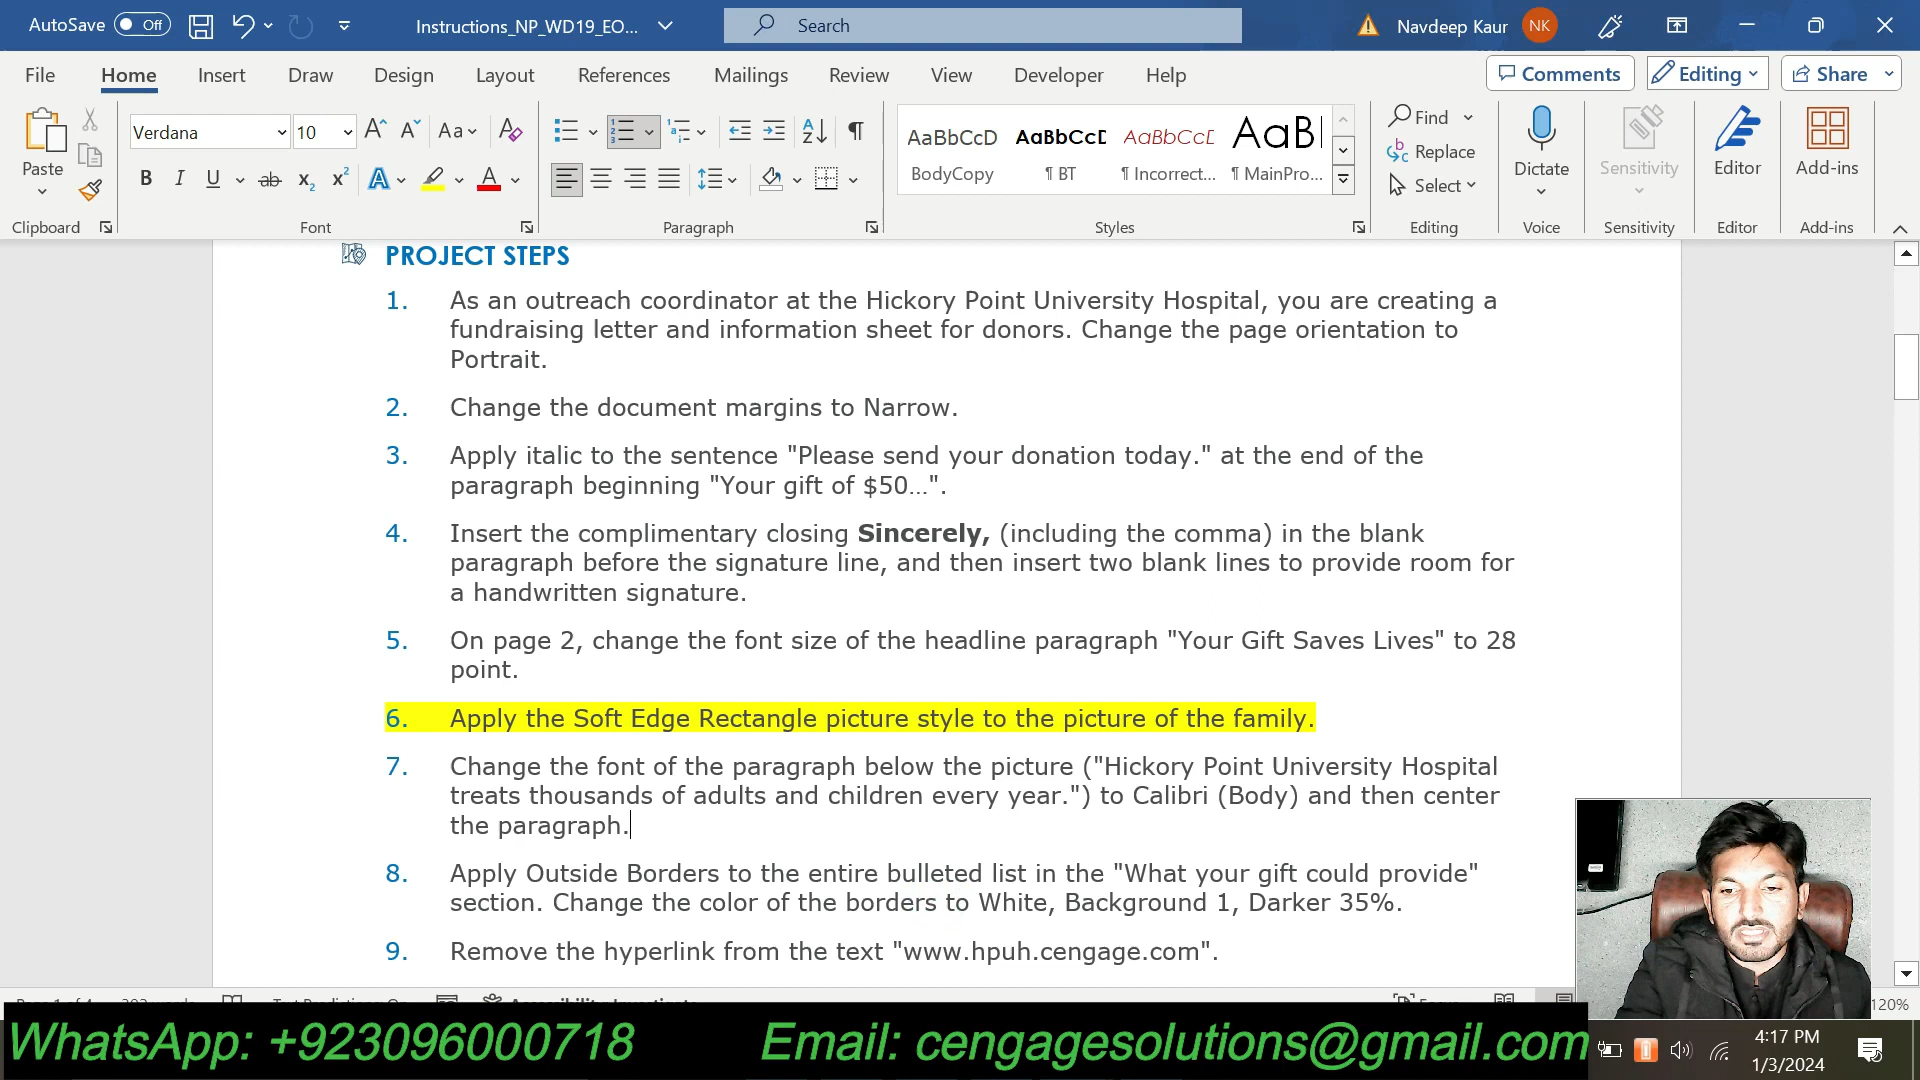 AutoSave Off Instructions_NP_WD19_EO... Search Navdeep Kaur NK
File Home Insert Draw Design Layout References Mailings Review View Developer Help Comments Editing Share
Paste Verdana 10 Aa AaBbCcD AaBbCcD AaBbCcD AaB Find Replace Select Dictate Sensitivity Editor Add-ins
BodyCopy ¶ BT ¶ Incorrect... ¶ MainPro...
Clipboard Font Paragraph Styles Editing Voice Sensitivity Editor Add-ins
PROJECT STEPS
1. As an outreach coordinator at the Hickory Point University Hospital, you are creating a
fundraising letter and information sheet for donors. Change the page orientation to
Portrait.
2. Change the document margins to Narrow.
3. Apply italic to the sentence "Please send your donation today." at the end of the
paragraph beginning "Your gift of $50…".
4. Insert the complimentary closing Sincerely, (including the comma) in the blank
paragraph before the signature line, and then insert two blank lines to provide room for
a handwritten signature.
5. On page 2, change the font size of the headline paragraph "Your Gift Saves Lives" to 28
point.
6. Apply the Soft Edge Rectangle picture style to the picture of the family.
7. Change the font of the paragraph below the picture ("Hickory Point University Hospital
treats thousands of adults and children every year.") to Calibri (Body) and then center
the paragraph.
8. Apply Outside Borders to the entire bulleted list in the "What your gift could provide"
section. Change the color of the borders to White, Background 1, Darker 35%.
9. Remove the hyperlink from the text "www.hpuh.cengage.com".
120%
WhatsApp: +923096000718 Email: cengagesolutions@gmail.com
4:17 PM
1/3/2024